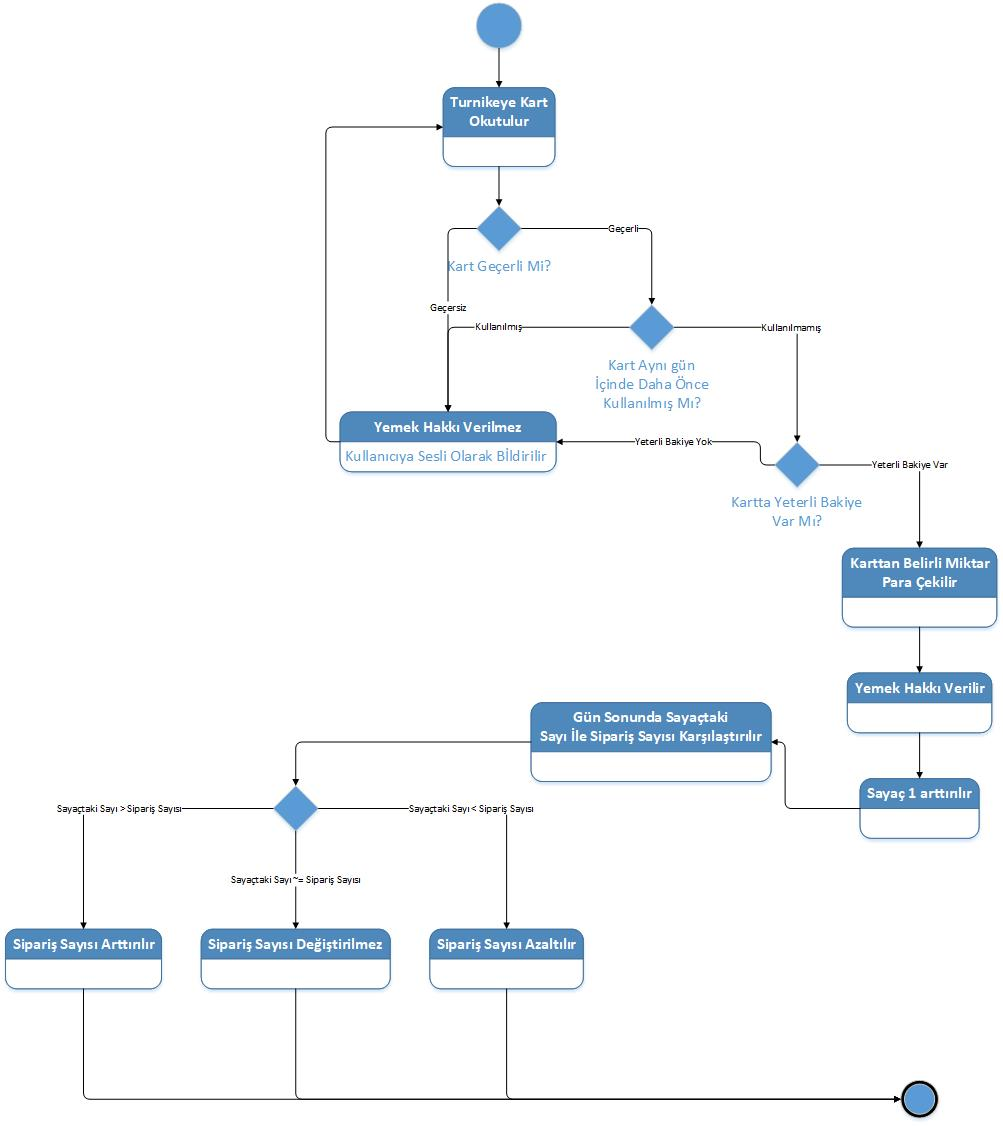 Turnikeye Kart
Okutulur
Geçerli
Kart Geçerli Mi?
Geçersiz
Kullanılmış
Kullanılmamış
Kart Aynı gün
İçinde Daha Önce
Kullanılmış Mı?
Yemek Hakkı Verilmez
Kullanıcıya Sesli Olarak Bİldirilir
Yeterli Bakiye Yok
Yeterli Bakiye Var
Kartta Yeterli Bakiye
Var Mı?
Karttan Belirli Miktar
Para Çekilir
Yemek Hakkı Verilir
Gün Sonunda Sayaçtaki
Sayı İle Sipariş Sayısı Karşılaştırılır
Sayaç 1 arttırılır
Sayaçtaki Sayı > Sipariş Sayısı
Sayaçtaki Sayı < Sipariş Sayısı
Sayaçtaki Sayı ~= Sipariş Sayısı
Sipariş Sayısı Arttırılır
Sipariş Sayısı Değiştirilmez
Sipariş Sayısı Azaltılır